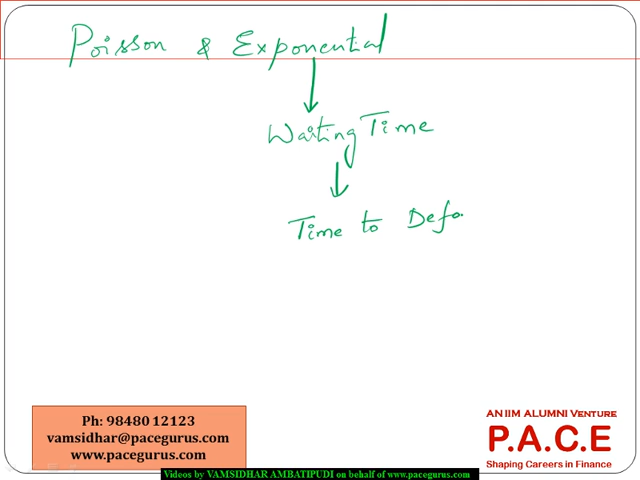 Poisson & Exponential
Waiting Time
Time to Defa
Ph: 98480 12123
vamsidhar@pacegurus.com
www.pacegurus.com
AN IIM ALUMNI VENTURE
P.A.C.E
Shaping Careers in Finance
Videos by VAMSIDHAR AMBATIPUDI on behalf of www.pacegurus.com